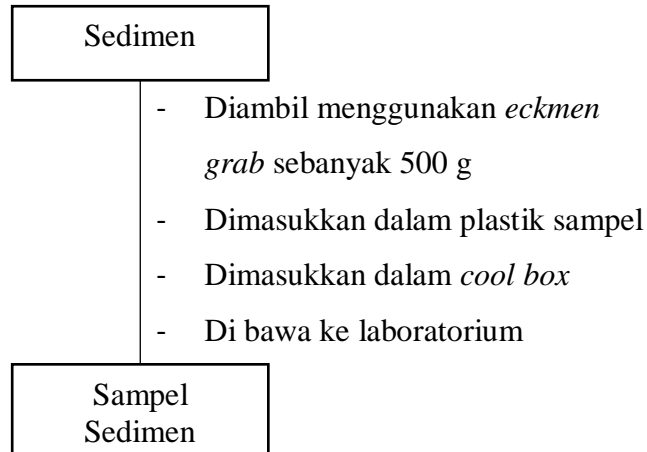 Sedimen
- Diambil menggunakan eckmen
grab sebanyak 500 g
- Dimasukkan dalam plastik sampel
- Dimasukkan dalam cool box
- Di bawa ke laboratorium
Sampel
Sedimen